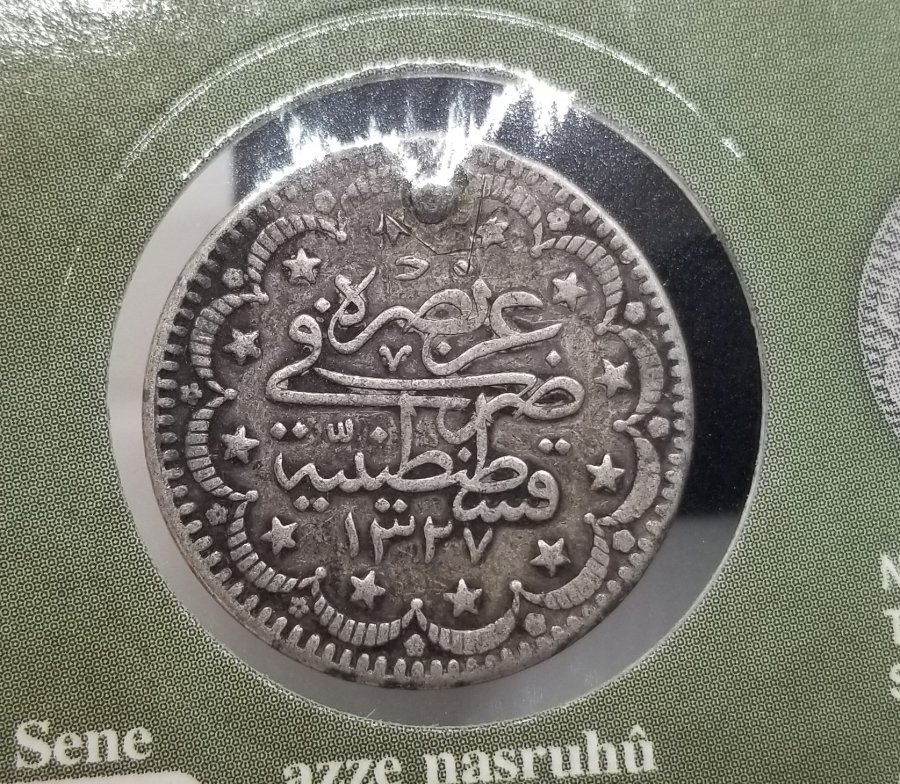 عز نصره
ضرب في
قسطنطينية
١٣٢٧
Sene
azze nasruhû